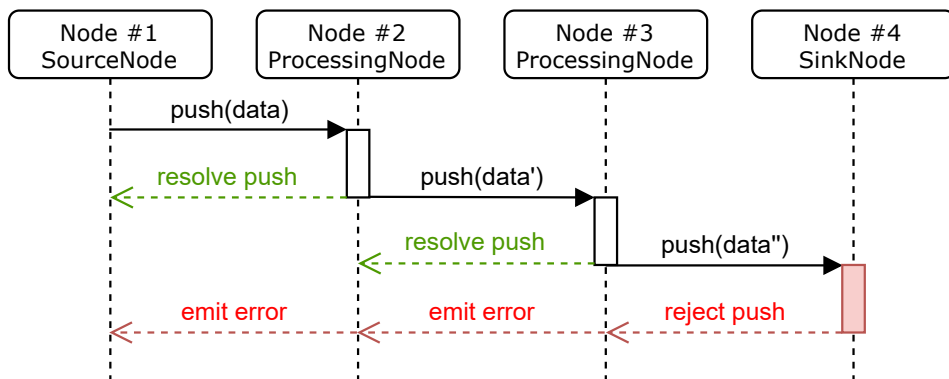 Node #1
SourceNode
Node #2
ProcessingNode
Node #3
ProcessingNode
Node #4
SinkNode
push(data)
resolve push
push(data')
resolve push
push(data'')
emit error
emit error
reject push